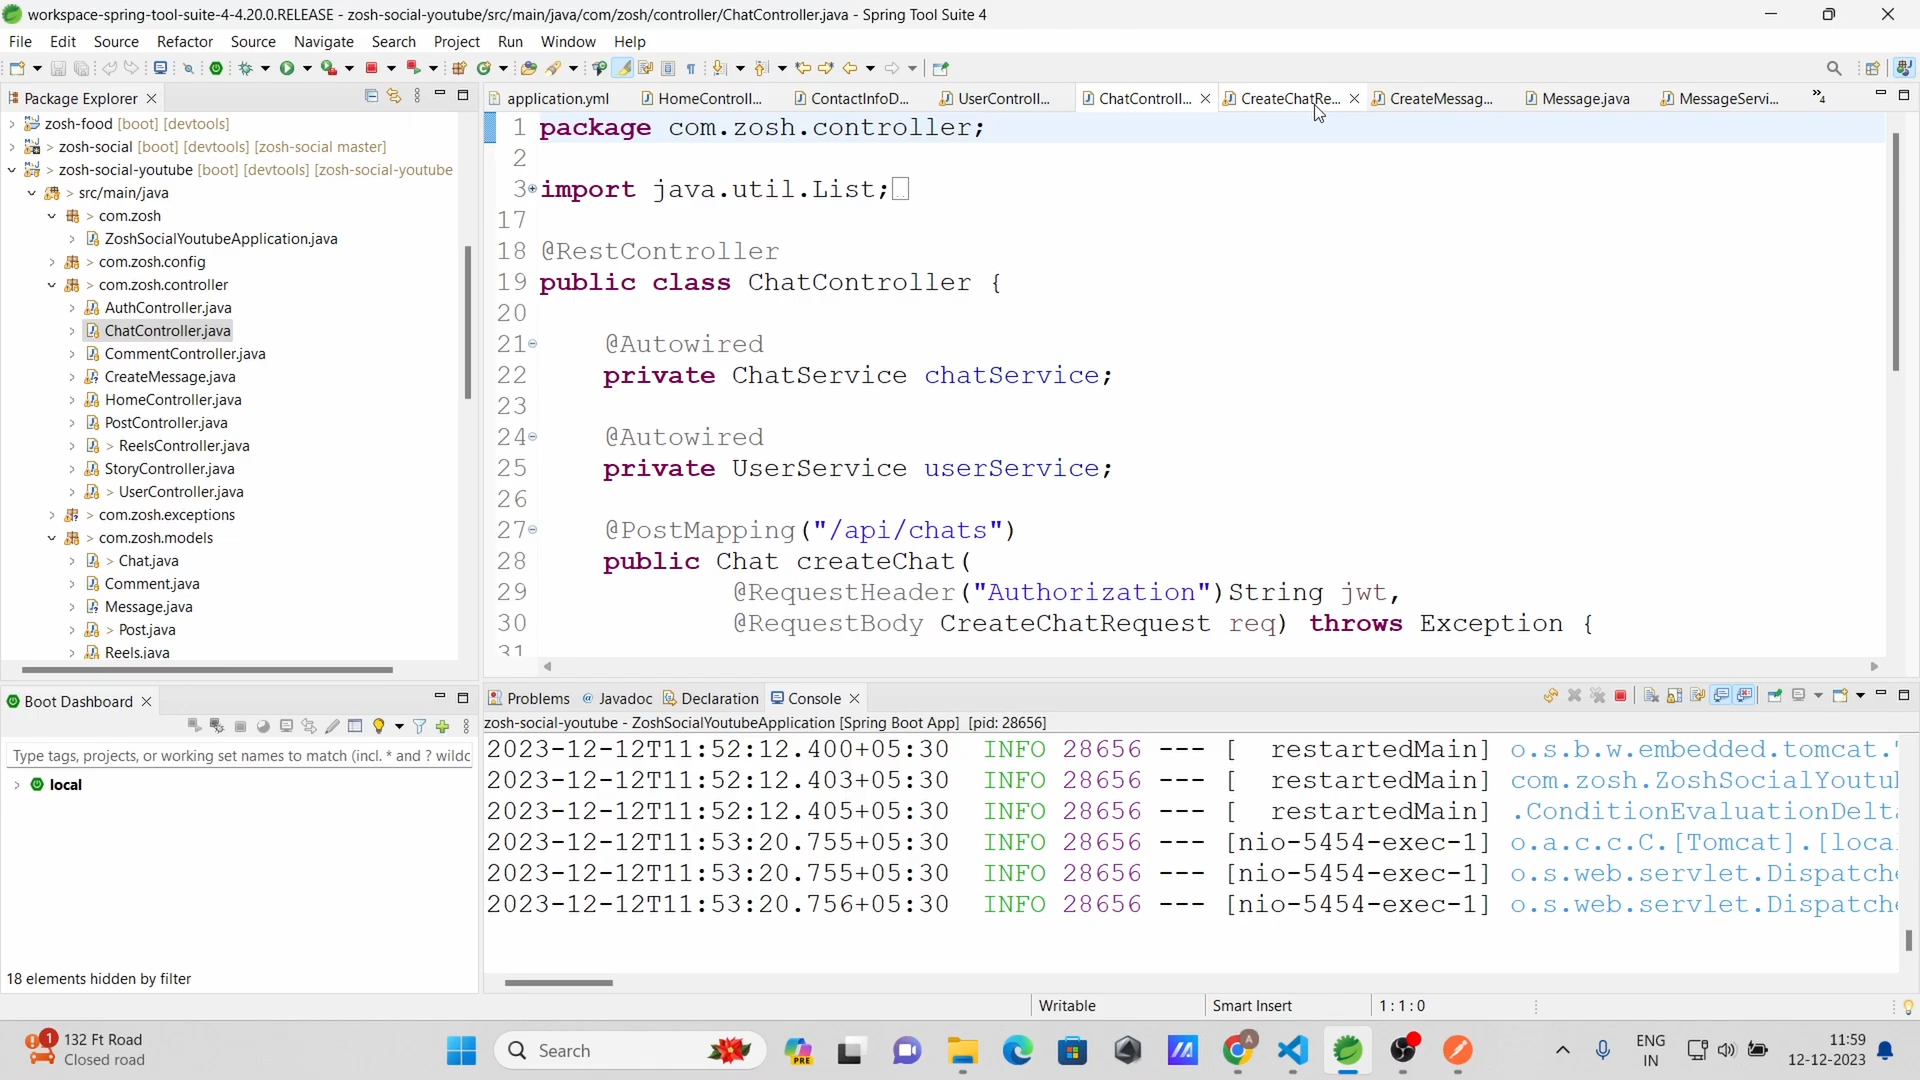 workspace-spring-tool-suite-4-4.20.0.RELEASE - zosh-social-youtube/src/main/java/com/zosh/controller/ChatController.java - Spring Tool Suite 4
File Edit Source Refactor Source Navigate Search Project Run Window Help
Package Explorer
zosh-food [boot] [devtools]
> zosh-social [boot] [devtools] [zosh-social master]
> zosh-social-youtube [boot] [devtools] [zosh-social-youtube
> src/main/java
> com.zosh
ZoshSocialYoutubeApplication.java
> com.zosh.config
> com.zosh.controller
AuthController.java
ChatController.java
CommentController.java
CreateMessage.java
HomeController.java
PostController.java
> ReelsController.java
StoryController.java
> UserController.java
> com.zosh.exceptions
> com.zosh.models
> Chat.java
Comment.java
Message.java
> Post.java
Reels.java
application.yml HomeControll... ContactInfoD... UserControll... ChatControll... CreateChatRe... CreateMessag... Message.java MessageServi... »4
1 package com.zosh.controller;
2
3 import java.util.List;
17
18 @RestController
19 public class ChatController {
20
21 @Autowired
22 private ChatService chatService;
23
24 @Autowired
25 private UserService userService;
26
27 @PostMapping("/api/chats")
28 public Chat createChat(
29 @RequestHeader("Authorization")String jwt,
30 @RequestBody CreateChatRequest req) throws Exception {
31
Boot Dashboard
Type tags, projects, or working set names to match (incl. * and ? wildc
local
18 elements hidden by filter
Problems @ Javadoc Declaration Console
zosh-social-youtube - ZoshSocialYoutubeApplication [Spring Boot App] [pid: 28656]
2023-12-12T11:52:12.400+05:30 INFO 28656 --- [ restartedMain] o.s.b.w.embedded.tomcat.
2023-12-12T11:52:12.403+05:30 INFO 28656 --- [ restartedMain] com.zosh.ZoshSocialYoutu
2023-12-12T11:52:12.405+05:30 INFO 28656 --- [ restartedMain] .ConditionEvaluationDelt
2023-12-12T11:53:20.755+05:30 INFO 28656 --- [nio-5454-exec-1] o.a.c.c.C.[Tomcat].[loca
2023-12-12T11:53:20.755+05:30 INFO 28656 --- [nio-5454-exec-1] o.s.web.servlet.Dispatch
2023-12-12T11:53:20.756+05:30 INFO 28656 --- [nio-5454-exec-1] o.s.web.servlet.Dispatch
Writable Smart Insert 1 : 1 : 0
1
132 Ft Road
Closed road
Search
PRE
A
ENG
IN
11:59
12-12-2023